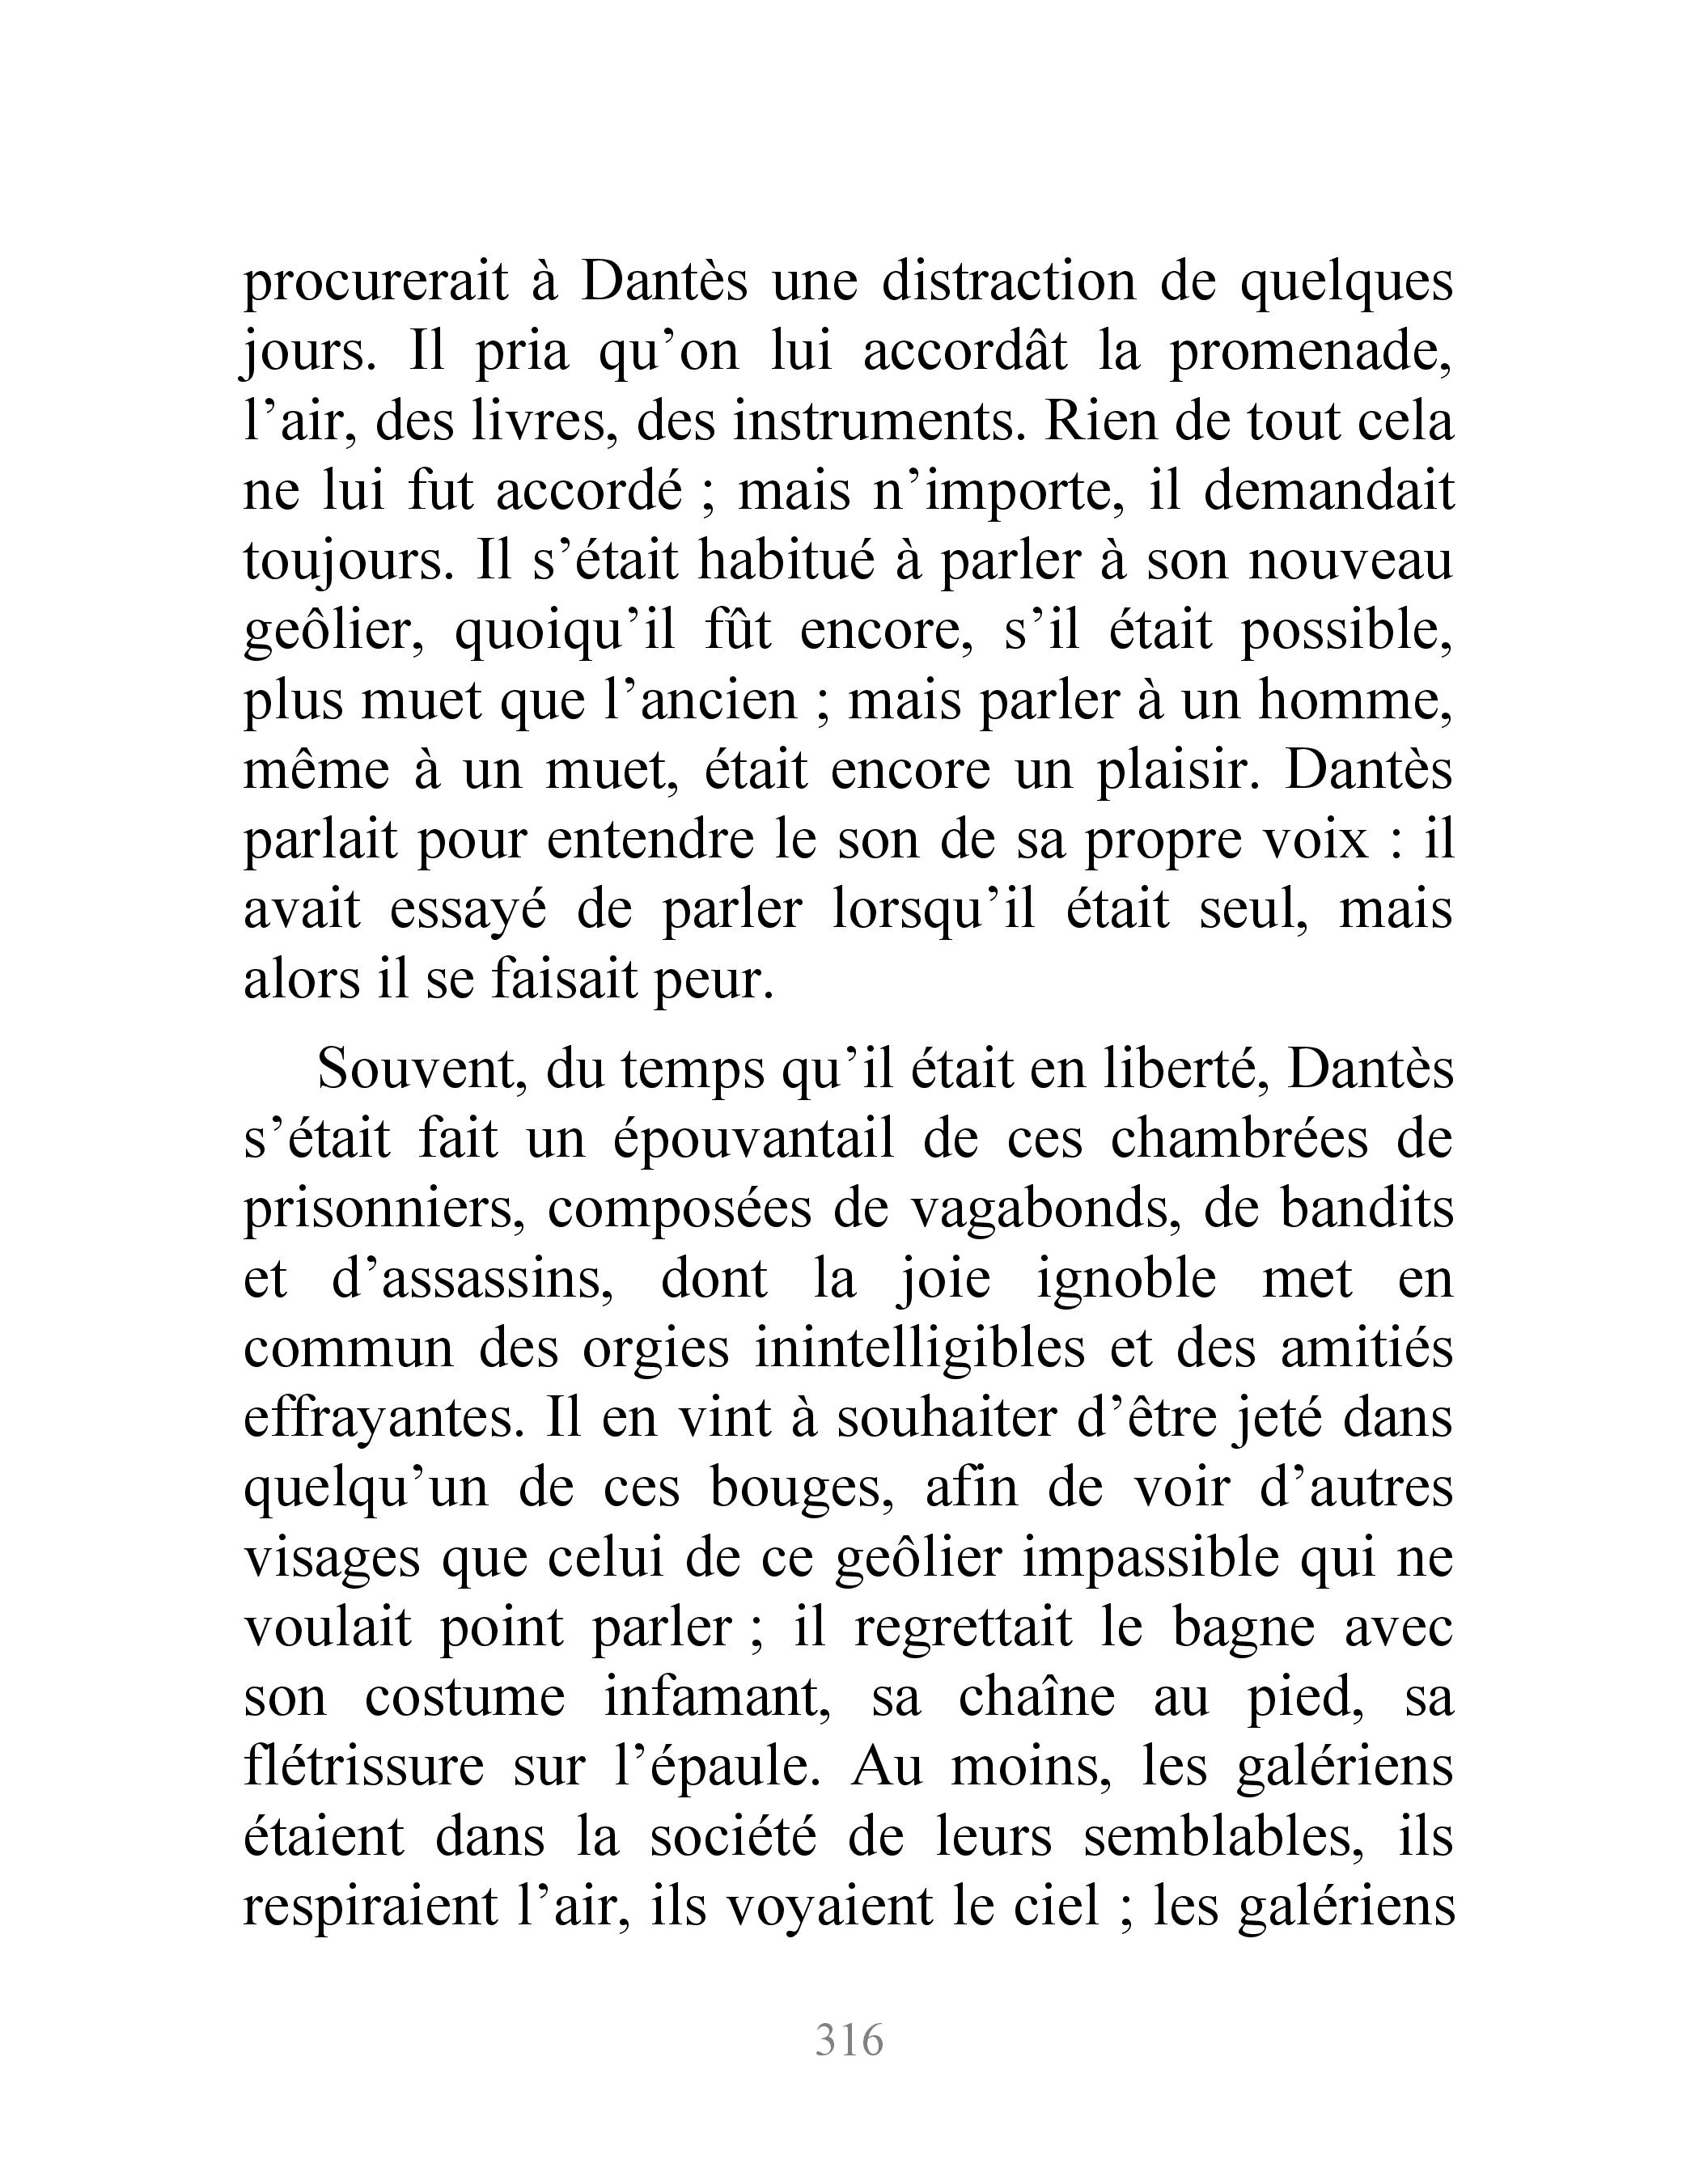 procurerait à Dantès une distraction de quelques
jours. Il pria qu’on lui accordât la promenade,
l’air, des livres, des instruments. Rien de tout cela
ne lui fut accordé ; mais n’importe, il demandait
toujours. Il s’était habitué à parler à son nouveau
geôlier, quoiqu’il fût encore, s’il était possible,
plus muet que l’ancien ; mais parler à un homme,
même à un muet, était encore un plaisir. Dantès
parlait pour entendre le son de sa propre voix : il
avait essayé de parler lorsqu’il était seul, mais
alors il se faisait peur.
Souvent, du temps qu’il était en liberté, Dantès
s’était fait un épouvantail de ces chambrées de
prisonniers, composées de vagabonds, de bandits
et d’assassins, dont la joie ignoble met en
commun des orgies inintelligibles et des amitiés
effrayantes. Il en vint à souhaiter d’être jeté dans
quelqu’un de ces bouges, afin de voir d’autres
visages que celui de ce geôlier impassible qui ne
voulait point parler ; il regrettait le bagne avec
son costume infamant, sa chaîne au pied, sa
flétrissure sur l’épaule. Au moins, les galériens
étaient dans la société de leurs semblables, ils
respiraient l’air, ils voyaient le ciel ; les galériens
316